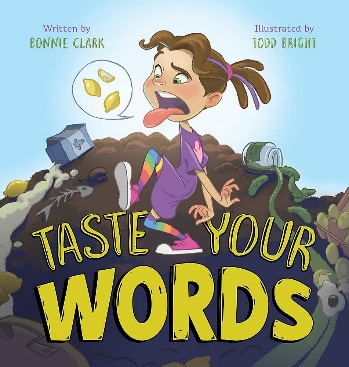 Written by
BONNIE CLARK
Illustrated by
TODD BRIGHT
TASTE YOUR
WORDS